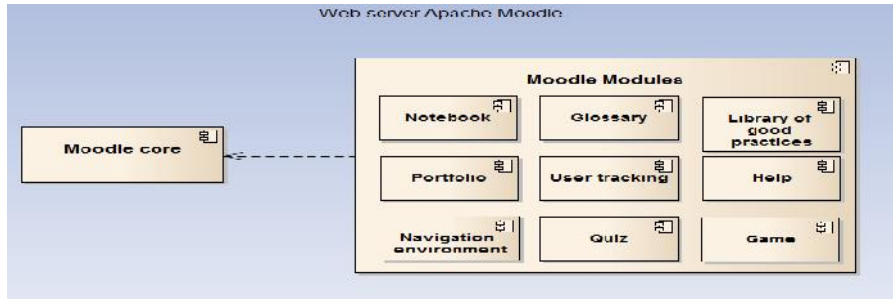 Web server Apache Moodle
Moodle Modules
Notebook
Glossary
Library of
good
practices
Moodle core
Portfolio
User tracking
Help
Navigation
environment
Quiz
Game